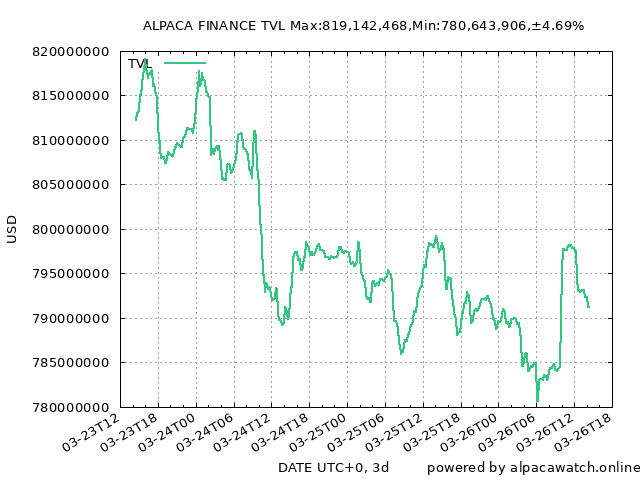 ALPACA FINANCE TVL Max:819,142,468,Min:780,643,906,±4.69%
TVL
820000000
815000000
810000000
805000000
800000000
795000000
790000000
785000000
780000000
USD
03-23T12
03-23T18
03-24T00
03-24T06
03-24T12
03-24T18
03-25T00
03-25T06
03-25T12
03-25T18
03-26T00
03-26T06
03-26T12
03-26T18
DATE UTC+0, 3d
powered by alpacawatch.online